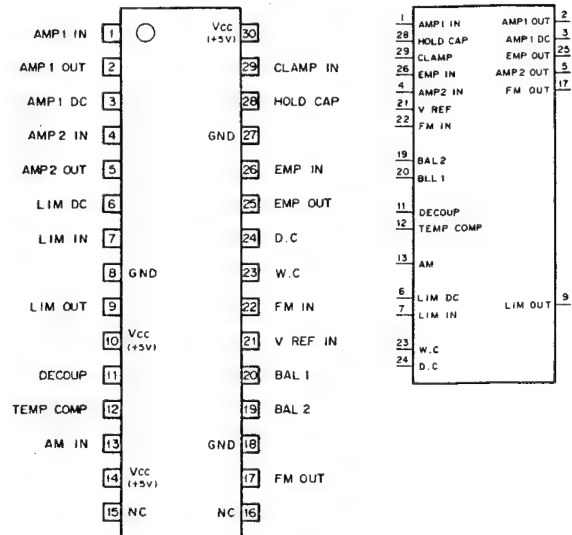 AMP1 IN 1 Vcc (+5V) 30
AMP1 OUT 2 29 CLAMP IN
AMP1 DC 3 28 HOLD CAP
AMP2 IN 4 GND 27
AMP2 OUT 5 26 EMP IN
LIM DC 6 25 EMP OUT
LIM IN 7 24 D.C
8 GND 23 W.C
LIM OUT 9 22 FM IN
10 Vcc (+5V) 21 V REF IN
DECOUP 11 20 BAL 1
TEMP COMP 12 19 BAL 2
AM IN 13 GND 18
14 Vcc (+5V) 17 FM OUT
15 NC NC 16
1 AMP1 IN AMP1 OUT 2
28 HOLD CAP AMP1 DC 3
29 CLAMP EMP OUT 25
26 EMP IN AMP2 OUT 5
4 AMP2 IN FM OUT 17
21 V REF
22 FM IN
19 BAL2
20 BLL 1
11 DECOUP
12 TEMP COMP
13 AM
6 LIM DC LIM OUT 9
7 LIM IN
23 W.C
24 D.C